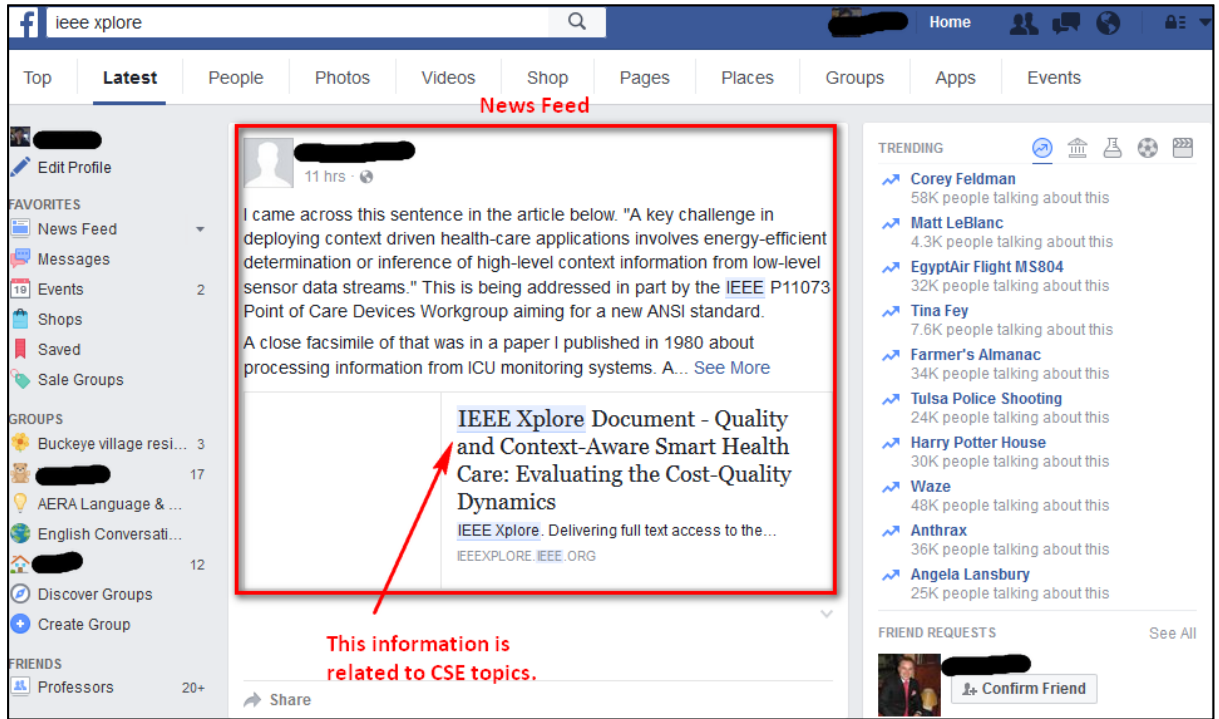 f
ieee xplore
Home
Top
Latest
People
Photos
Videos
Shop
Pages
Places
Groups
Apps
Events
News Feed
Edit Profile
FAVORITES
News Feed
Messages
19 Events 2
Shops
Saved
Sale Groups
GROUPS
Buckeye village resi... 3
17
AERA Language & ...
English Conversati...
12
Discover Groups
Create Group
FRIENDS
Professors 20+
11 hrs ·
I came across this sentence in the article below. "A key challenge in
deploying context driven health-care applications involves energy-efficient
determination or inference of high-level context information from low-level
sensor data streams." This is being addressed in part by the IEEE P11073
Point of Care Devices Workgroup aiming for a new ANSI standard.
A close facsimile of that was in a paper I published in 1980 about
processing information from ICU monitoring systems. A... See More
IEEE Xplore Document - Quality
and Context-Aware Smart Health
Care: Evaluating the Cost-Quality
Dynamics
IEEE Xplore. Delivering full text access to the...
IEEEXPLORE.IEEE.ORG
This information is
related to CSE topics.
Share
TRENDING
Corey Feldman
58K people talking about this
Matt LeBlanc
4.3K people talking about this
EgyptAir Flight MS804
32K people talking about this
Tina Fey
7.6K people talking about this
Farmer's Almanac
34K people talking about this
Tulsa Police Shooting
24K people talking about this
Harry Potter House
30K people talking about this
Waze
48K people talking about this
Anthrax
36K people talking about this
Angela Lansbury
25K people talking about this
FRIEND REQUESTS
See All
Confirm Friend